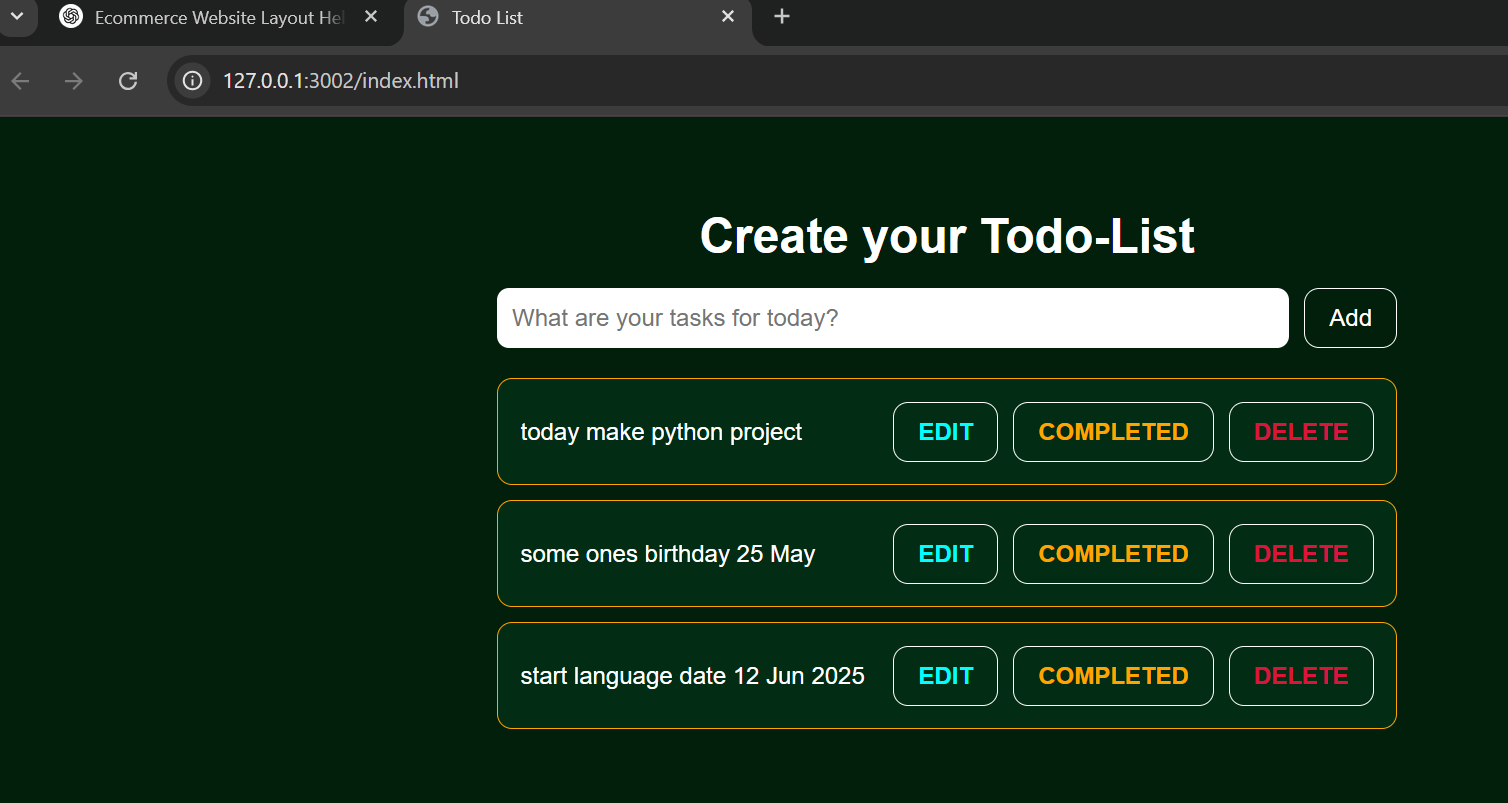 Ecommerce Website Layout Hel
Todo List
127.0.0.1:3002/index.html
Create your Todo-List
What are your tasks for today?
Add
today make python project EDIT COMPLETED DELETE
some ones birthday 25 May EDIT COMPLETED DELETE
start language date 12 Jun 2025 EDIT COMPLETED DELETE